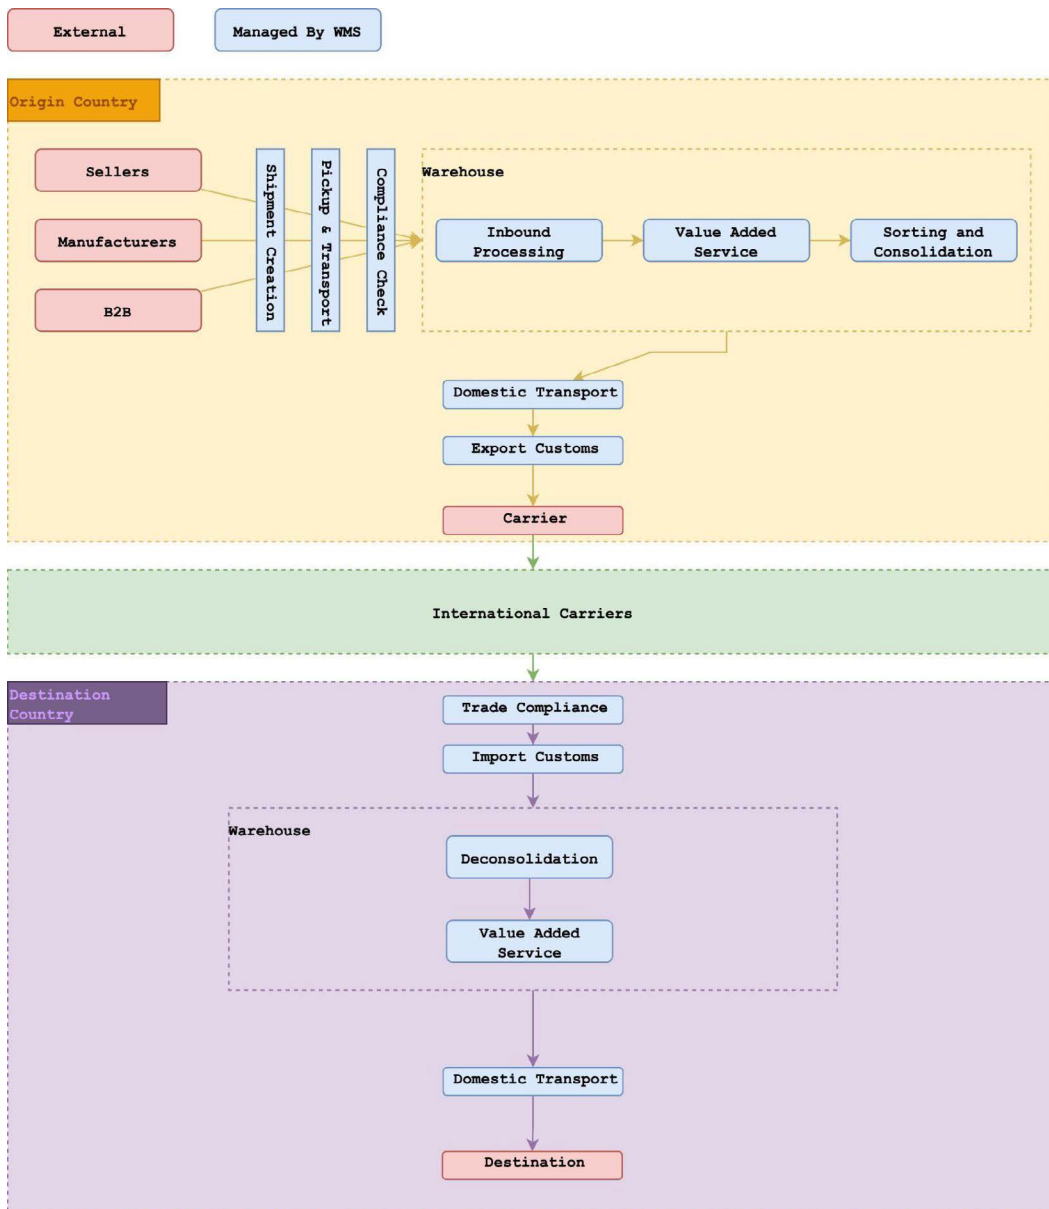 External
Managed By WMS
Origin Country
Sellers
Manufacturers
B2B
Shipment Creation
Pickup & Transport
Compliance Check
Warehouse
Inbound
Processing
Value Added
Service
Sorting and
Consolidation
Domestic Transport
Export Customs
Carrier
International Carriers
Destination
Country
Trade Compliance
Import Customs
Warehouse
Deconsolidation
Value Added
Service
Domestic Transport
Destination